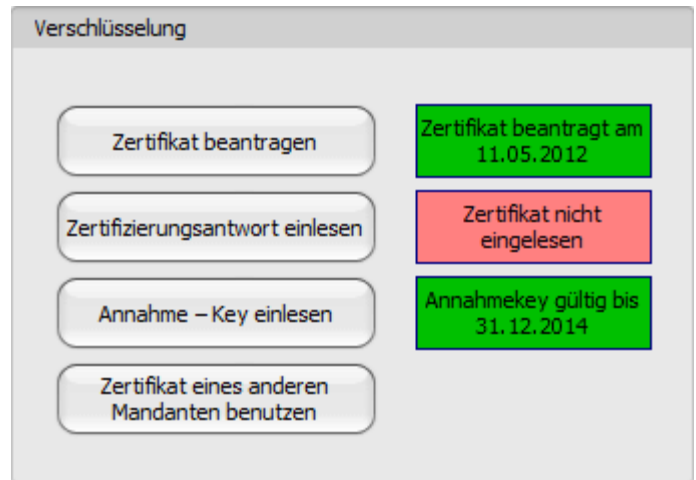 Verschlüsselung
Zertifikat beantragen
Zertifikat beantragt am
11.05.2012
Zertifizierungsantwort einlesen
Zertifikat nicht
eingelesen
Annahme – Key einlesen
Annahmekey gültig bis
31.12.2014
Zertifikat eines anderen
Mandanten benutzen